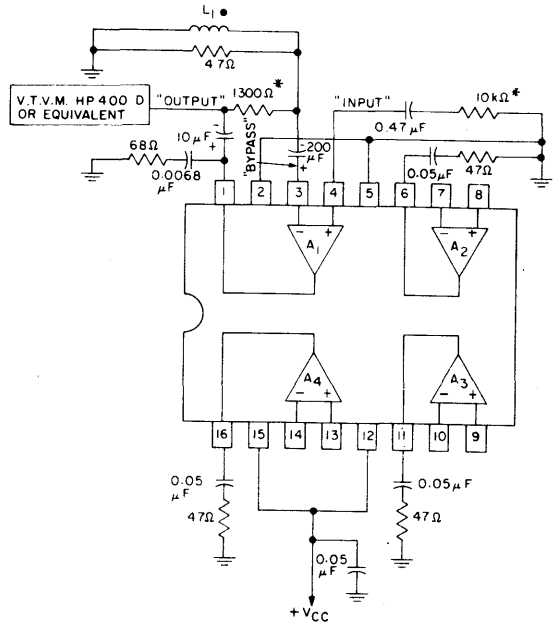 L1 ●
47Ω
V.T.V.M. HP 400 D
OR EQUIVALENT
"OUTPUT"
1300Ω*
"INPUT"
10kΩ*
0.47μF
10μF
-
+
"BYPASS"
-
200
μF
+
68Ω
0.0068
μF
0.05μF
47Ω
1 2 3 4 5 6 7 8
- +
A1
- +
A2
A4
- +
A3
- +
16 15 14 13 12 11 10 9
0.05
μF
47Ω
0.05μF
47Ω
0.05
μF
+VCC